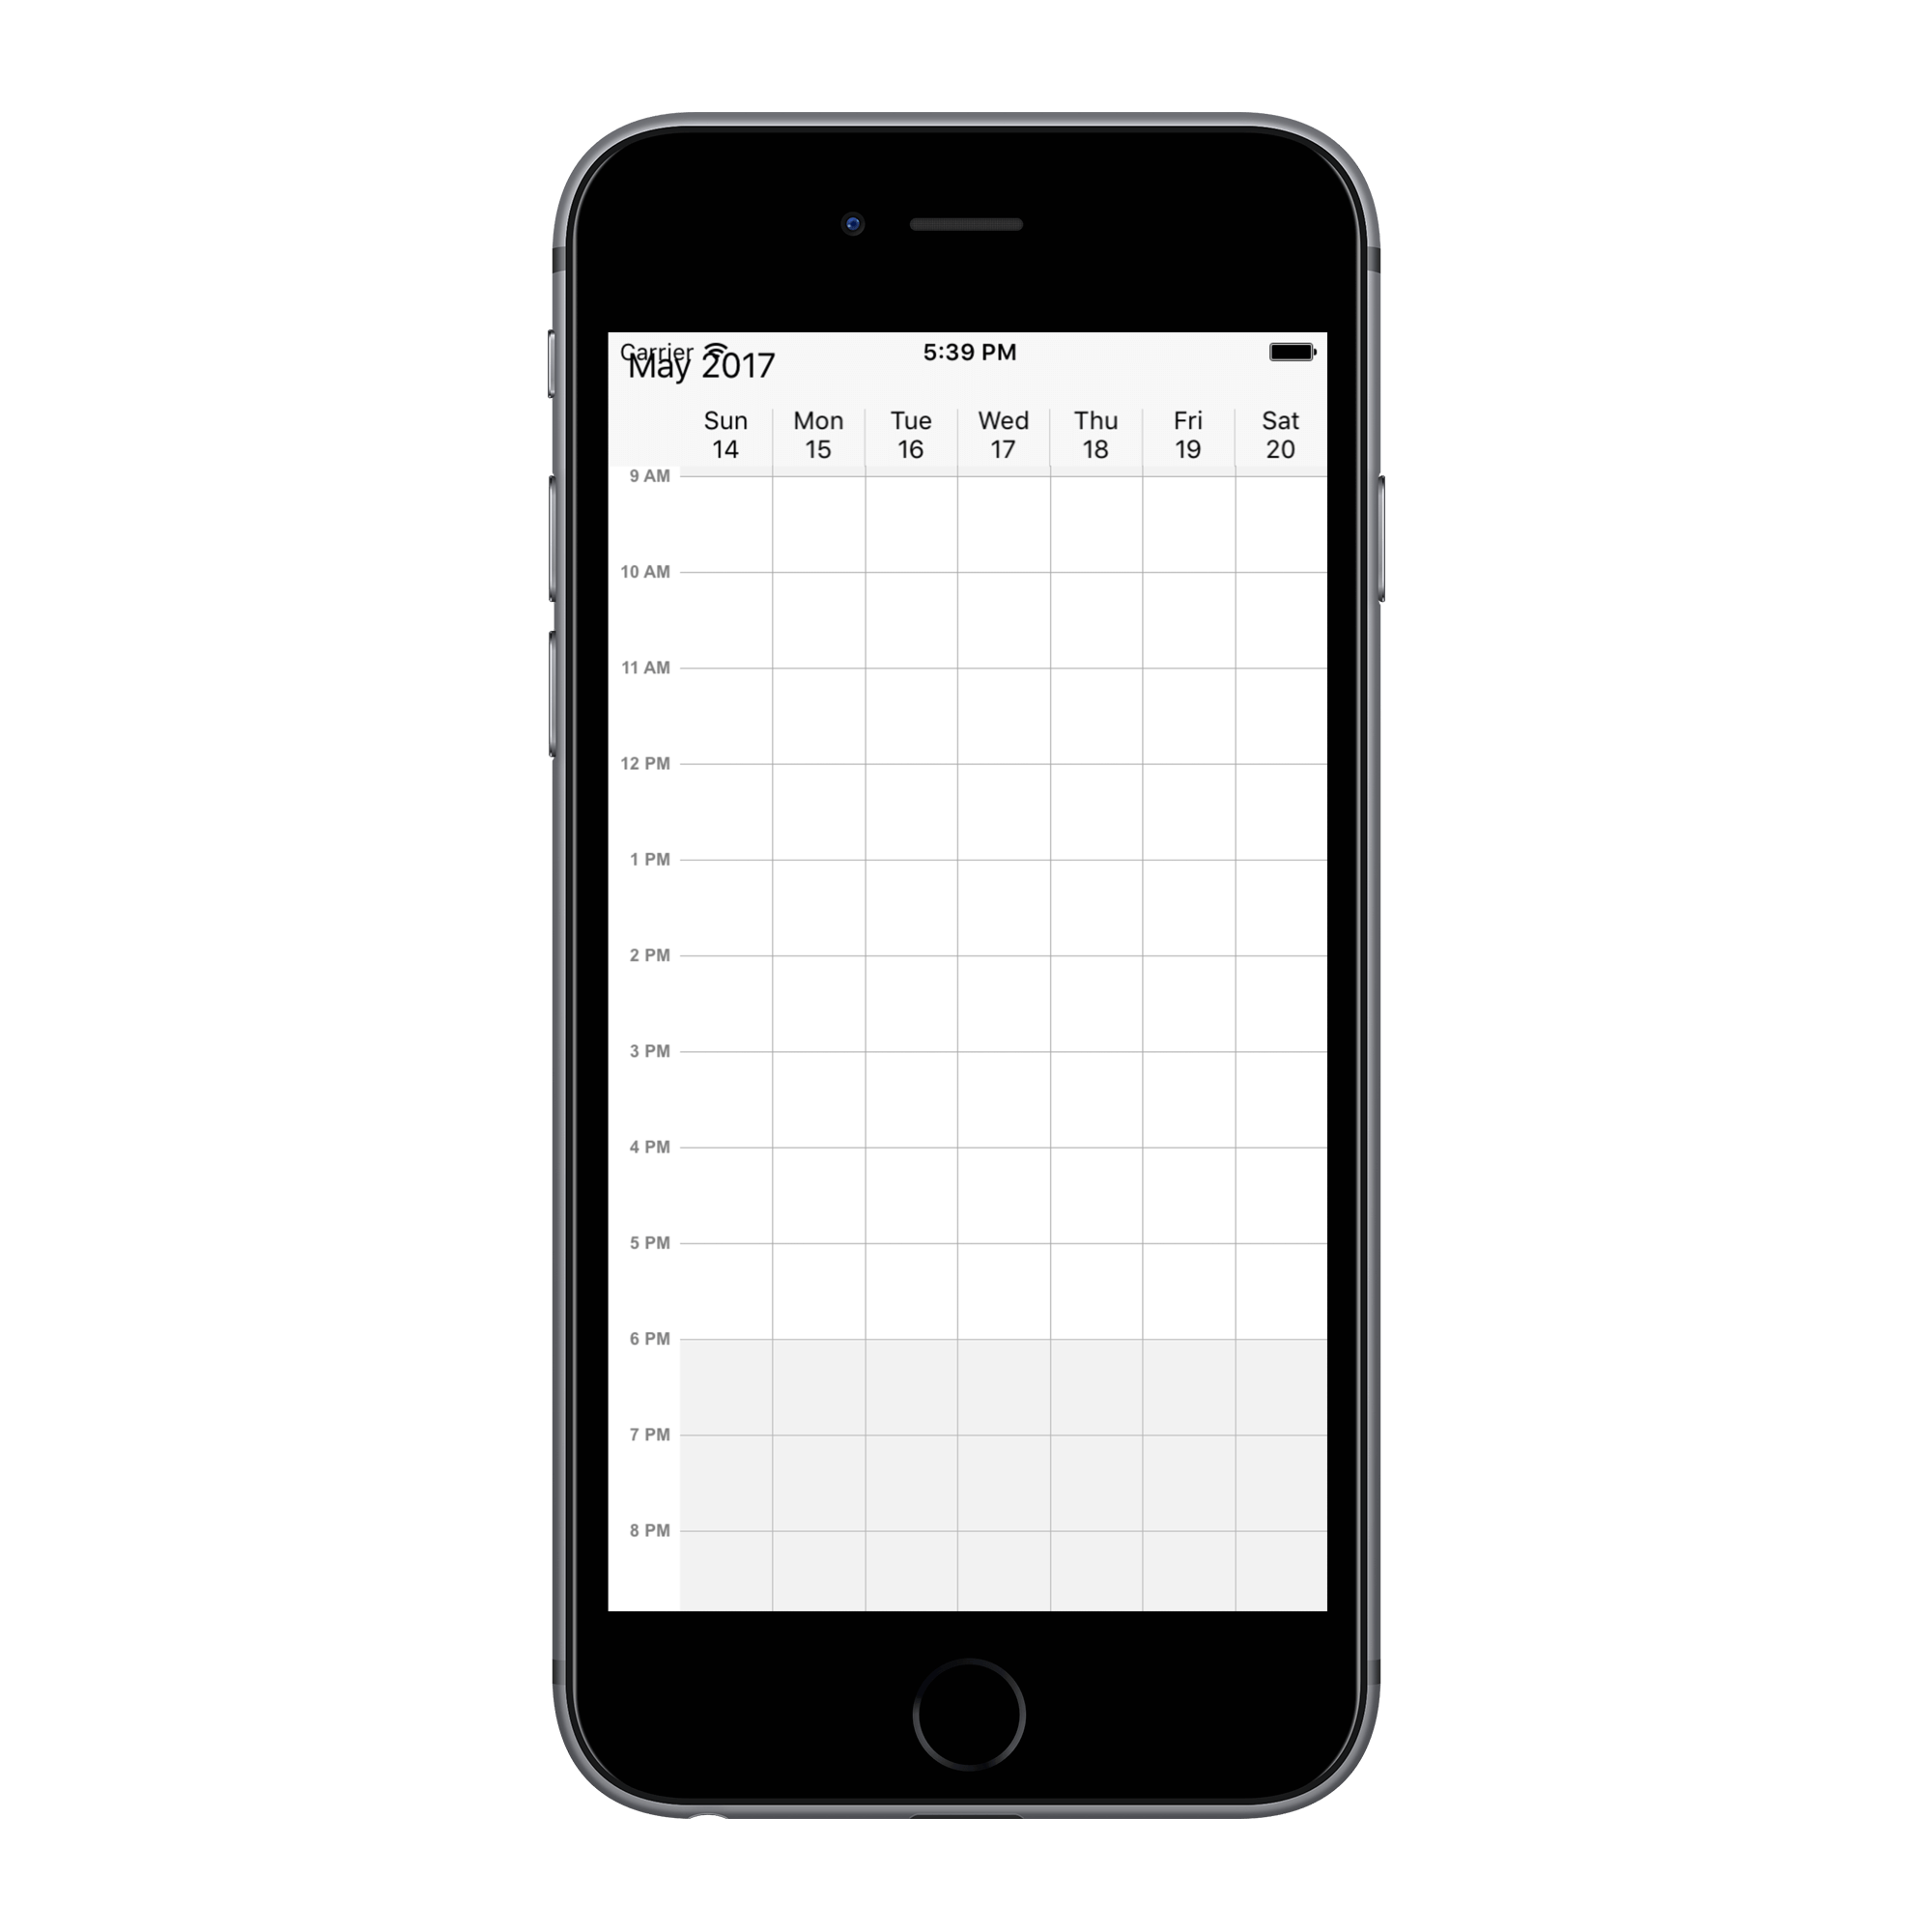 Carrier 5:39 PM
May 2017
Sun Mon Tue Wed Thu Fri Sat
14 15 16 17 18 19 20
9 AM
10 AM
11 AM
12 PM
1 PM
2 PM
3 PM
4 PM
5 PM
6 PM
7 PM
8 PM